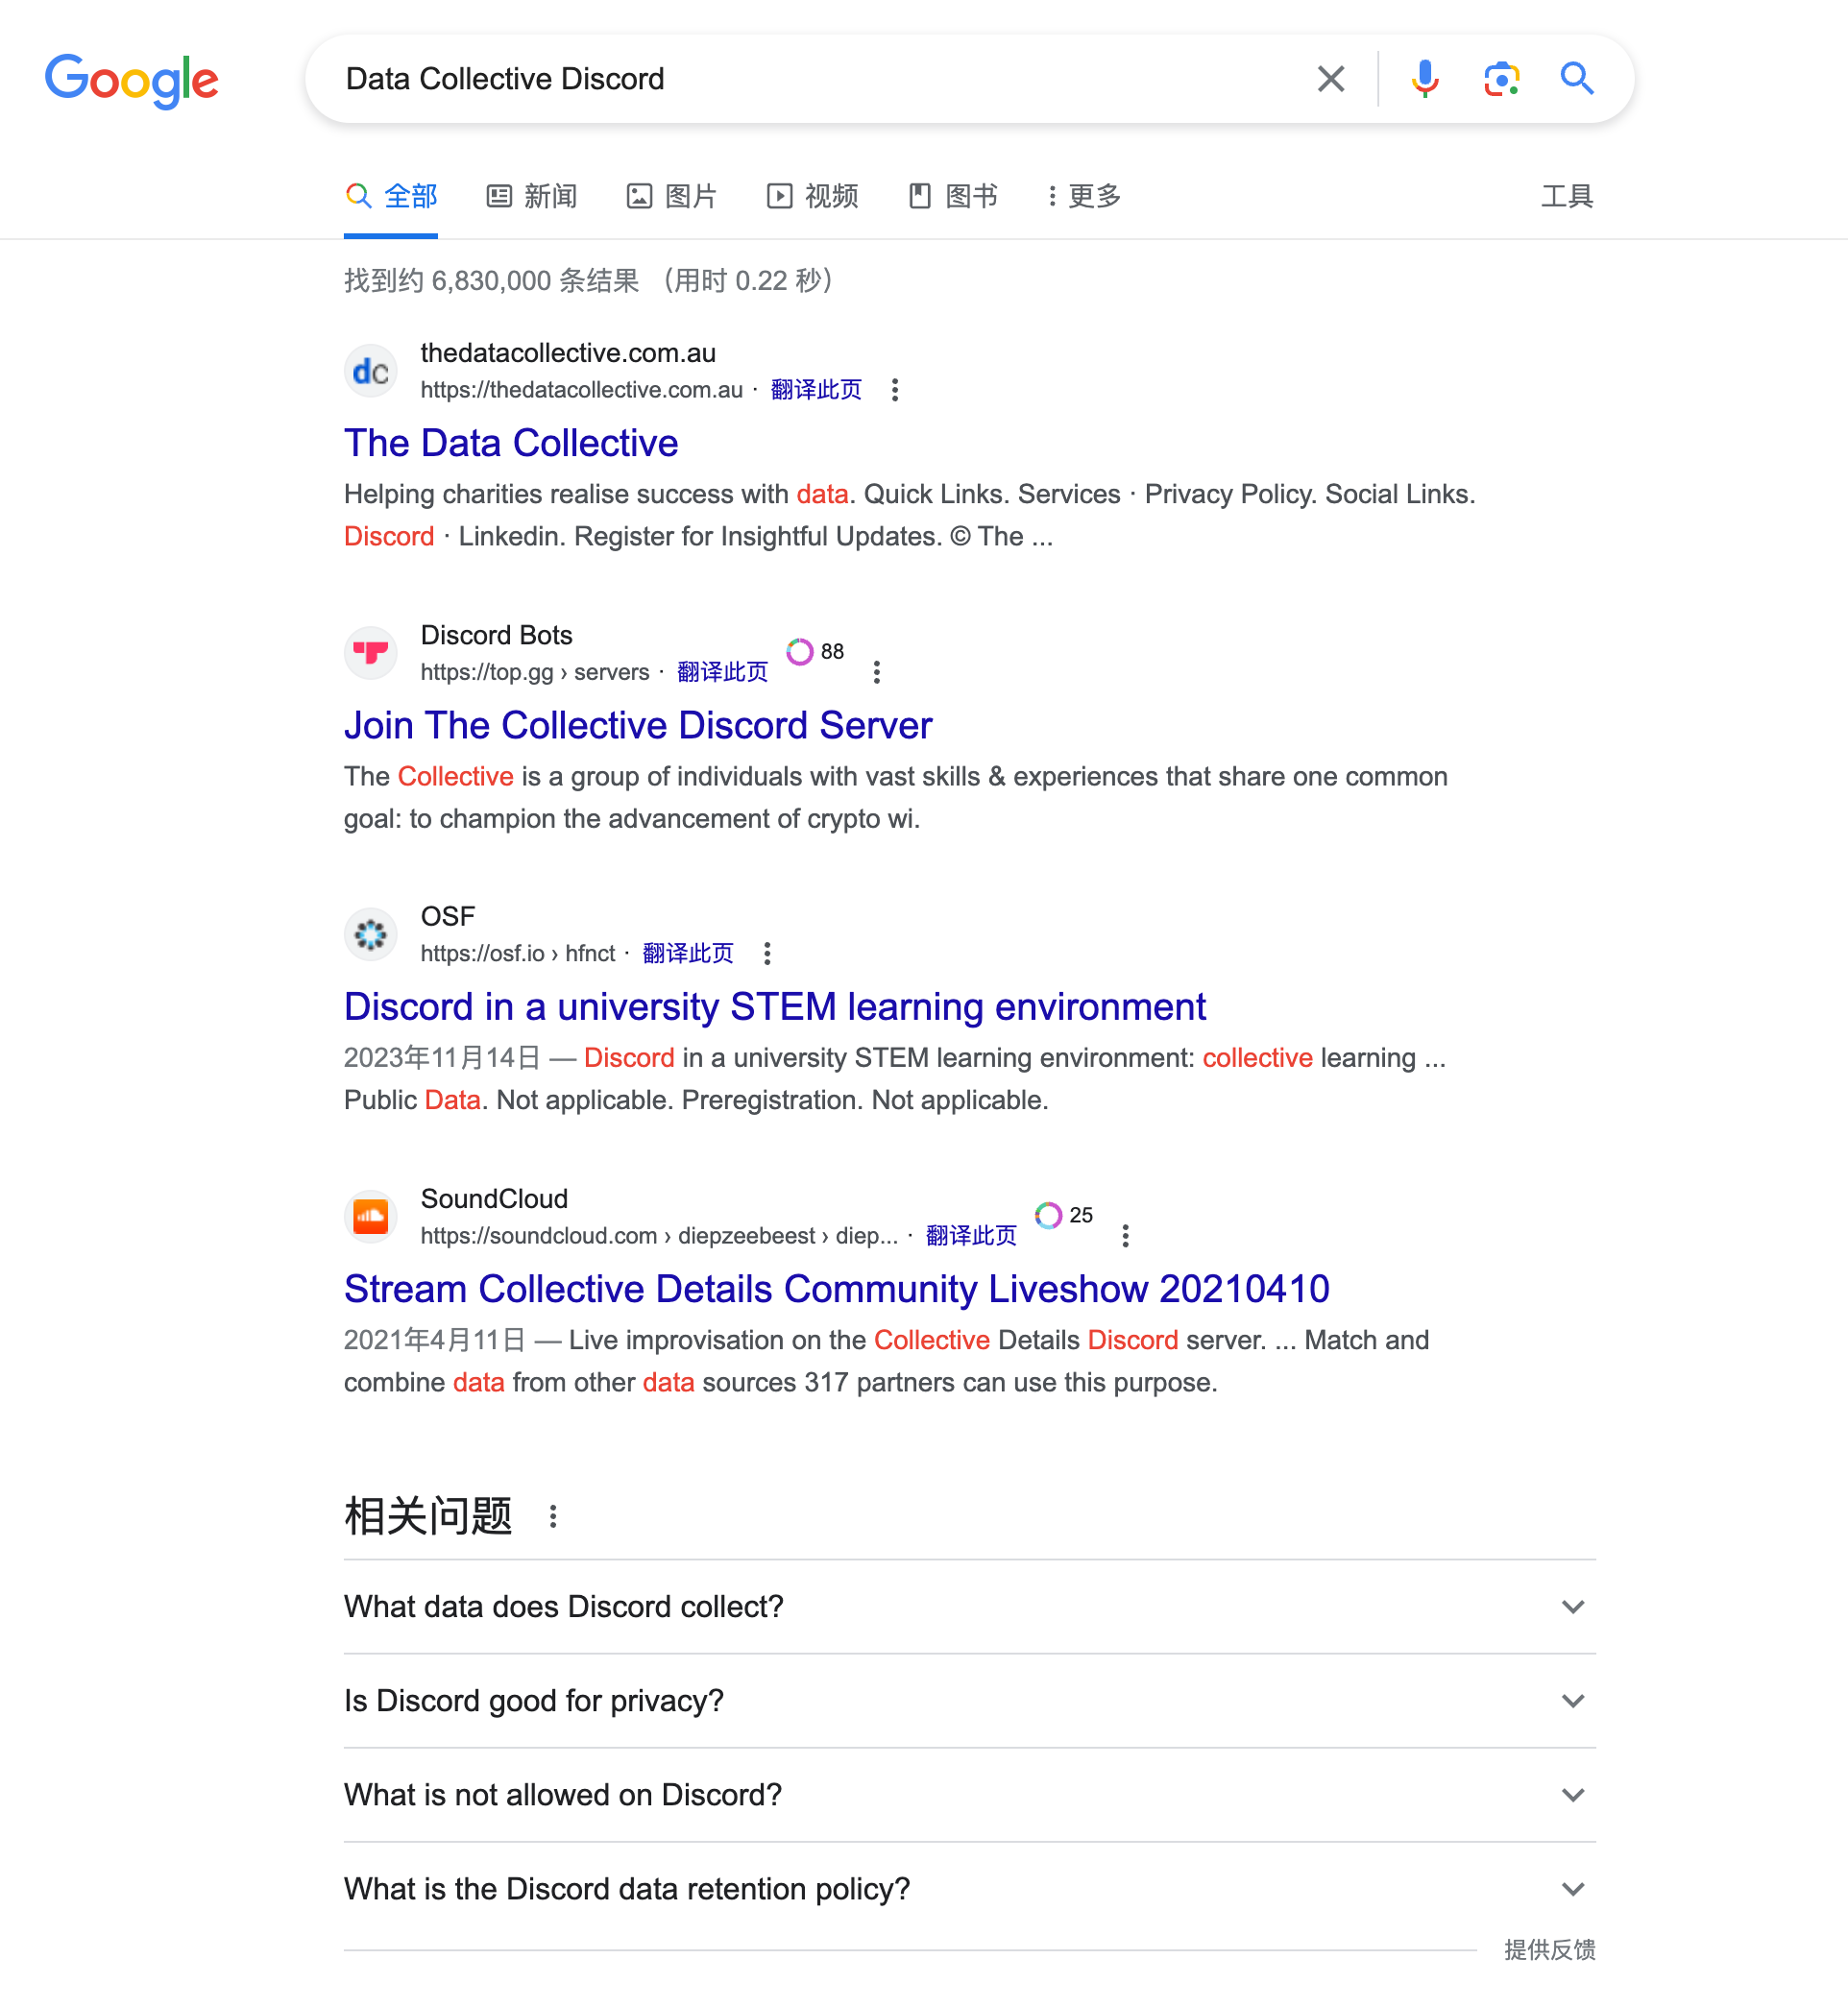 Google
Data Collective Discord
全部 新闻 图片 视频 图书 更多 工具
找到约 6,830,000 条结果 （用时 0.22 秒）
dc
thedatacollective.com.au
https://thedatacollective.com.au · 翻译此页
The Data Collective
Helping charities realise success with data. Quick Links. Services · Privacy Policy. Social Links.
Discord · Linkedin. Register for Insightful Updates. © The ...
Discord Bots
https://top.gg › servers · 翻译此页 88
Join The Collective Discord Server
The Collective is a group of individuals with vast skills & experiences that share one common
goal: to champion the advancement of crypto wi.
OSF
https://osf.io › hfnct · 翻译此页
Discord in a university STEM learning environment
2023年11月14日 — Discord in a university STEM learning environment: collective learning ...
Public Data. Not applicable. Preregistration. Not applicable.
SoundCloud
https://soundcloud.com › diepzeebeest › diep... · 翻译此页 25
Stream Collective Details Community Liveshow 20210410
2021年4月11日 — Live improvisation on the Collective Details Discord server. ... Match and
combine data from other data sources 317 partners can use this purpose.
相关问题
What data does Discord collect?
Is Discord good for privacy?
What is not allowed on Discord?
What is the Discord data retention policy?
提供反馈